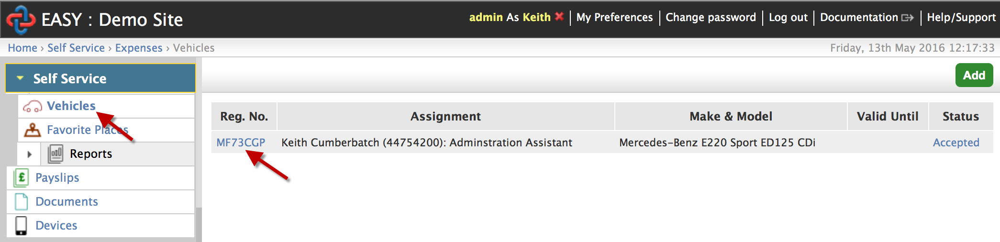 EASY : Demo Site
admin As Keith | My Preferences | Change password | Log out | Documentation | Help/Support
Home › Self Service › Expenses › Vehicles
Friday, 13th May 2016 12:17:33
Self Service
Vehicles
Favorite Places
Reports
Payslips
Documents
Devices
Add
Reg. No. Assignment Make & Model Valid Until Status
MF73CGP Keith Cumberbatch (44754200): Adminstration Assistant Mercedes-Benz E220 Sport ED125 CDi Accepted